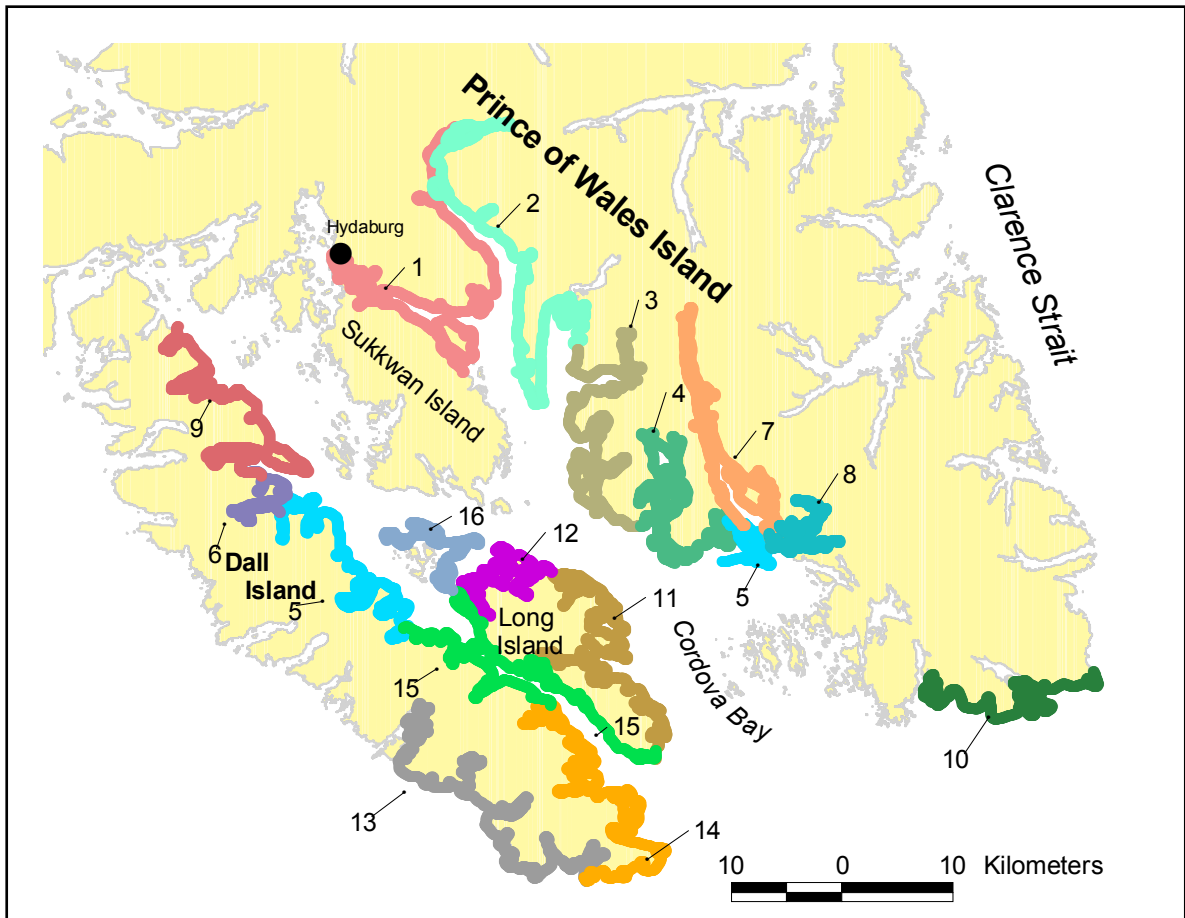 Prince of Wales Island
Clarence Strait
2
Hydaburg
1
3
Sukkwan Island
9
4
7
8
16
12
6
Dall
Island
5
5
11
Long
Island
Cordova Bay
15
15
10
13
14
10 0 10 Kilometers